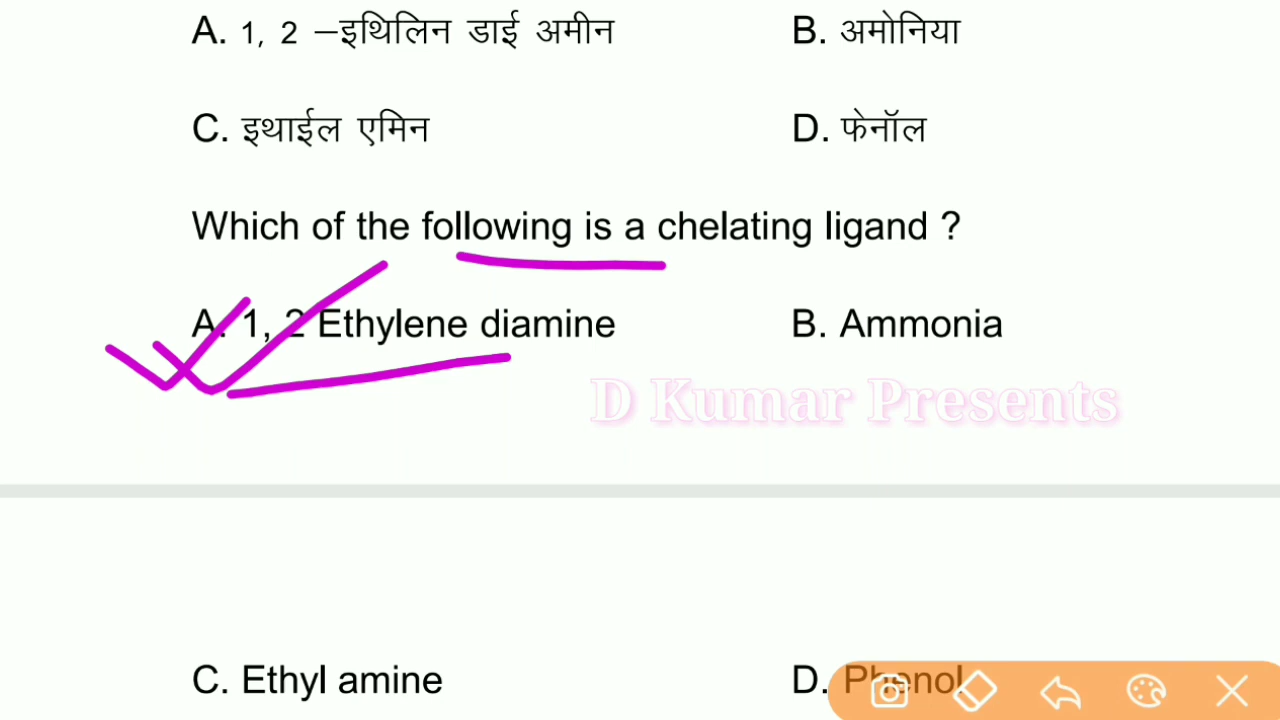 A. 1, 2 –इथिलिन डाई अमीन B. अमोनिया
C. इथाईल एमिन D. फेनॉल
Which of the following is a chelating ligand ?
A. 1, 2 Ethylene diamine B. Ammonia
D Kumar Presents
C. Ethyl amine D. Phenol